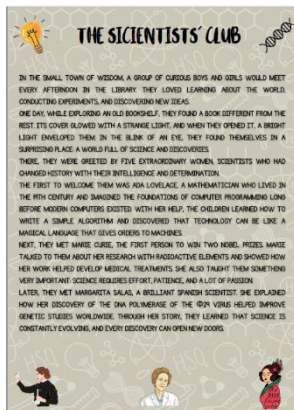 THE SICIENTISTS' CLUB
IN THE SMALL TOWN OF WISDOM, A GROUP OF CURIOUS BOYS AND GIRLS WOULD MEET
EVERY AFTERNOON IN THE LIBRARY. THEY LOVED LEARNING ABOUT THE WORLD,
CONDUCTING EXPERIMENTS, AND DISCOVERING NEW IDEAS.
ONE DAY, WHILE EXPLORING AN OLD BOOKSHELF, THEY FOUND A BOOK DIFFERENT FROM THE
REST. ITS COVER GLOWED WITH A STRANGE LIGHT, AND WHEN THEY OPENED IT, A BRIGHT
LIGHT ENVELOPED THEM. IN THE BLINK OF AN EYE, THEY FOUND THEMSELVES IN A
SURPRISING PLACE: A WORLD FULL OF SCIENCE AND DISCOVERIES.
THERE, THEY WERE GREETED BY FIVE EXTRAORDINARY WOMEN, SCIENTISTS WHO HAD
CHANGED HISTORY WITH THEIR INTELLIGENCE AND DETERMINATION.
THE FIRST TO WELCOME THEM WAS ADA LOVELACE, A MATHEMATICIAN WHO LIVED IN
THE 19TH CENTURY AND IMAGINED THE FOUNDATIONS OF COMPUTER PROGRAMMING LONG
BEFORE MODERN COMPUTERS EXISTED. WITH HER HELP, THE CHILDREN LEARNED HOW TO
WRITE A SIMPLE ALGORITHM AND DISCOVERED THAT TECHNOLOGY CAN BE LIKE A
MAGICAL LANGUAGE THAT GIVES ORDERS TO MACHINES.
NEXT, THEY MET MARIE CURIE, THE FIRST PERSON TO WIN TWO NOBEL PRIZES. MARIE
TALKED TO THEM ABOUT HER RESEARCH WITH RADIOACTIVE ELEMENTS AND SHOWED HOW
HER WORK HELPED DEVELOP MEDICAL TREATMENTS. SHE ALSO TAUGHT THEM SOMETHING
VERY IMPORTANT: SCIENCE REQUIRES EFFORT, PATIENCE, AND A LOT OF PASSION.
LATER, THEY MET MARGARITA SALAS, A BRILLIANT SPANISH SCIENTIST. SHE EXPLAINED
HOW HER DISCOVERY OF THE DNA POLYMERASE OF THE Φ29 VIRUS HELPED IMPROVE
GENETIC STUDIES WORLDWIDE. THROUGH HER STORY, THEY LEARNED THAT SCIENCE IS
CONSTANTLY EVOLVING, AND EVERY DISCOVERY CAN OPEN NEW DOORS.